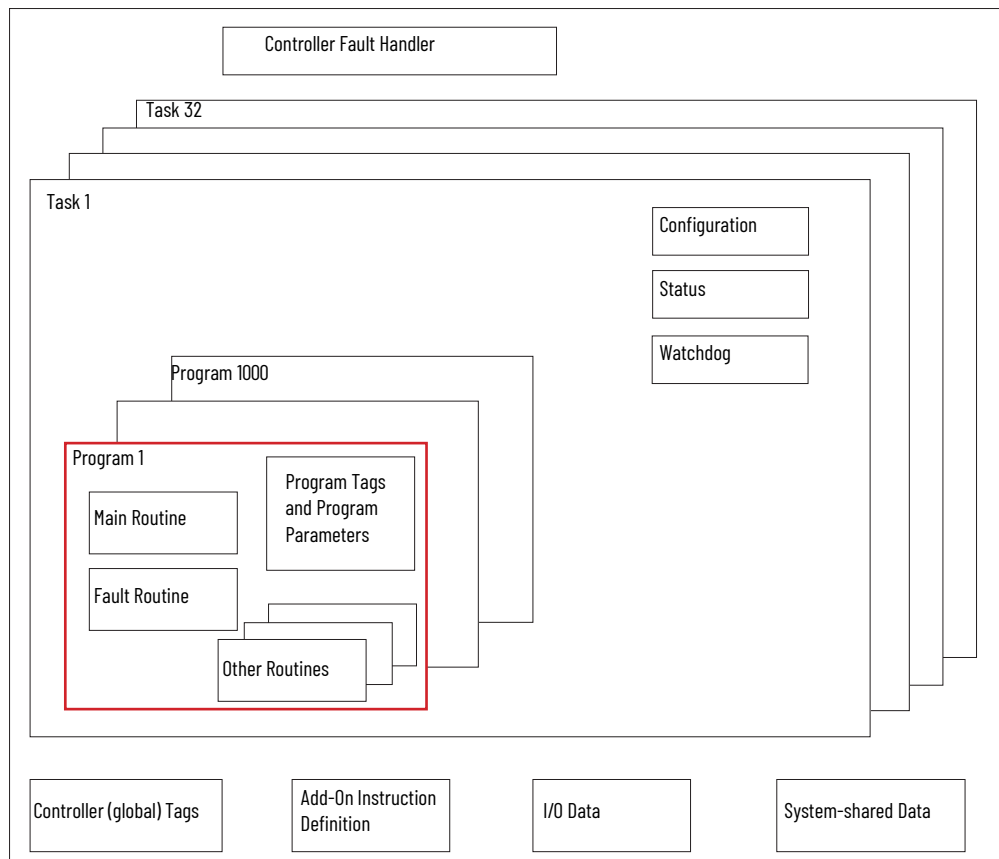 Controller Fault Handler
Task 32
Task 1
Configuration
Status
Watchdog
Program 1000
Program 1
Program Tags
and Program
Parameters
Main Routine
Fault Routine
Other Routines
Controller (global) Tags
Add-On Instruction
Definition
I/O Data
System-shared Data